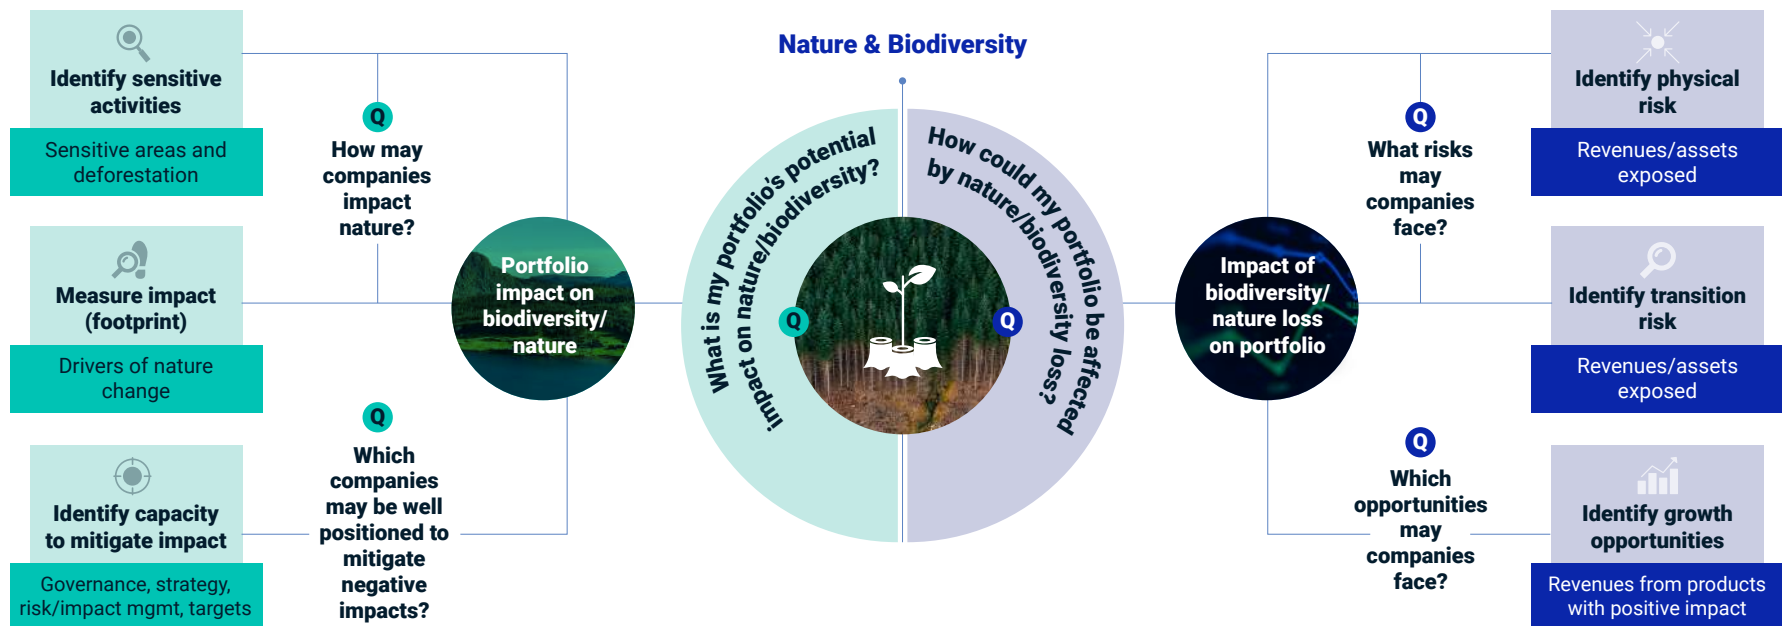 Nature & Biodiversity
Identify sensitive
activities
Sensitive areas and
deforestation
Measure impact
(footprint)
Drivers of nature
change
Identify capacity
to mitigate impact
Governance, strategy,
risk/impact mgmt, targets
Q
How may
companies
impact
nature?
Q
Which
companies
may be well
positioned to
mitigate
negative
impacts?
Portfolio
impact on
biodiversity/
nature
What is my portfolio's potential
impact on nature/biodiversity?
Q
How could my portfolio be affected
by nature/biodiversity loss?
Q
Impact of
biodiversity/
nature loss
on portfolio
Q
What risks
may
companies
face?
Q
Which
opportunities
may
companies
face?
Identify physical
risk
Revenues/assets
exposed
Identify transition
risk
Revenues/assets
exposed
Identify growth
opportunities
Revenues from products
with positive impact